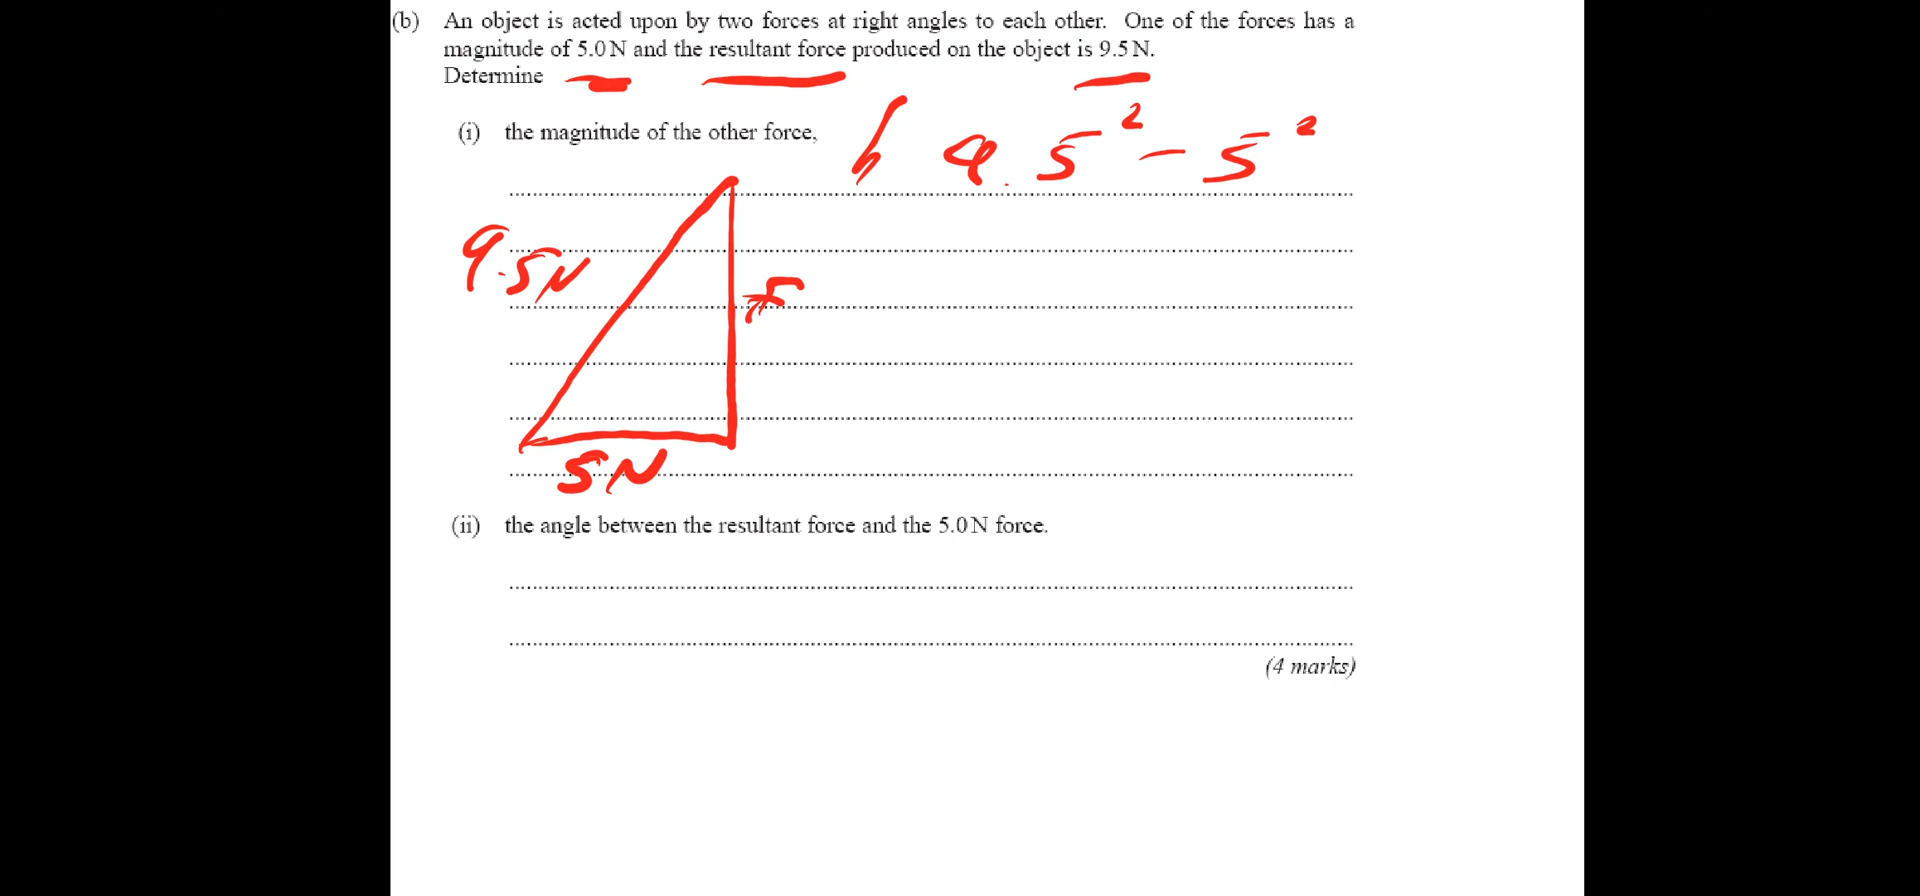 (b) An object is acted upon by two forces at right angles to each other. One of the forces has a
magnitude of 5.0 N and the resultant force produced on the object is 9.5 N.
Determine
(i) the magnitude of the other force,
9.5² - 5²
9.5N
F
5N
(ii) the angle between the resultant force and the 5.0 N force.
(4 marks)